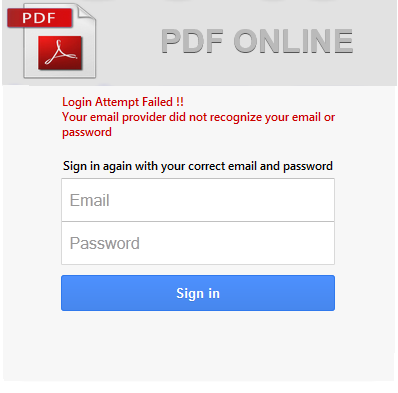 PDF
PDF ONLINE
Login Attempt Failed !!
Your email provider did not recognize your email or
password
Sign in again with your correct email and password
Email
Password
Sign in